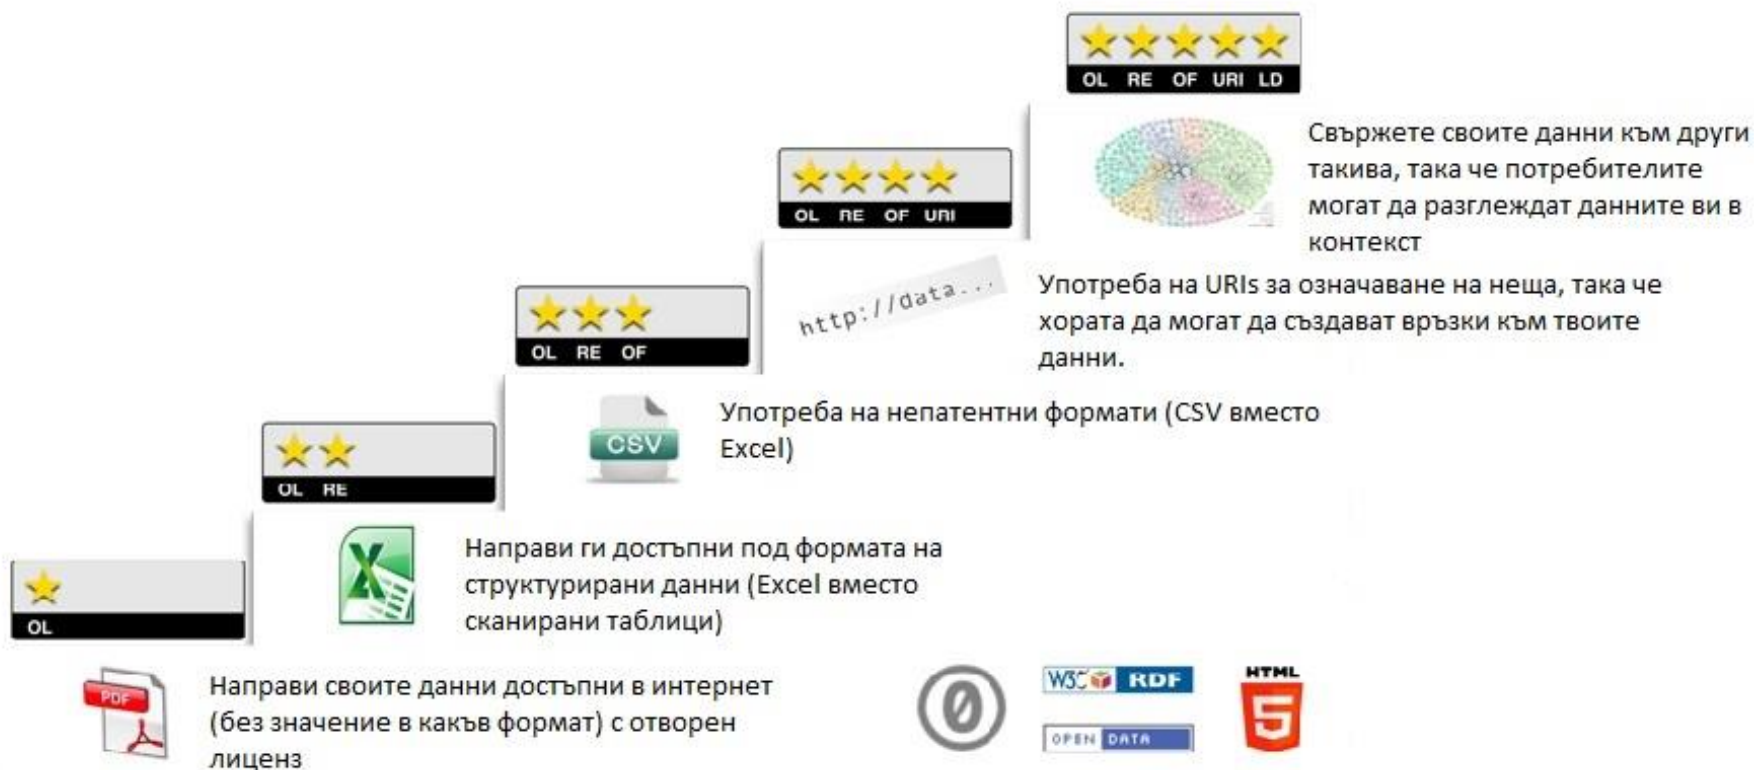 OL RE OF URI LD
Свържете своите данни към други
такива, така че потребителите
могат да разглеждат данните ви в
контекст
OL RE OF URI
http://data...
Употреба на URIs за означаване на неща, така че
хората да могат да създават връзки към твоите
данни.
OL RE OF
CSV
Употреба на непатентни формати (CSV вместо
Excel)
OL RE
Направи ги достъпни под формата на
структурирани данни (Excel вместо
сканирани таблици)
OL
PDF
Направи своите данни достъпни в интернет
(без значение в какъв формат) с отворен
лиценз
0
W3C RDF
OPEN DATA
HTML
5